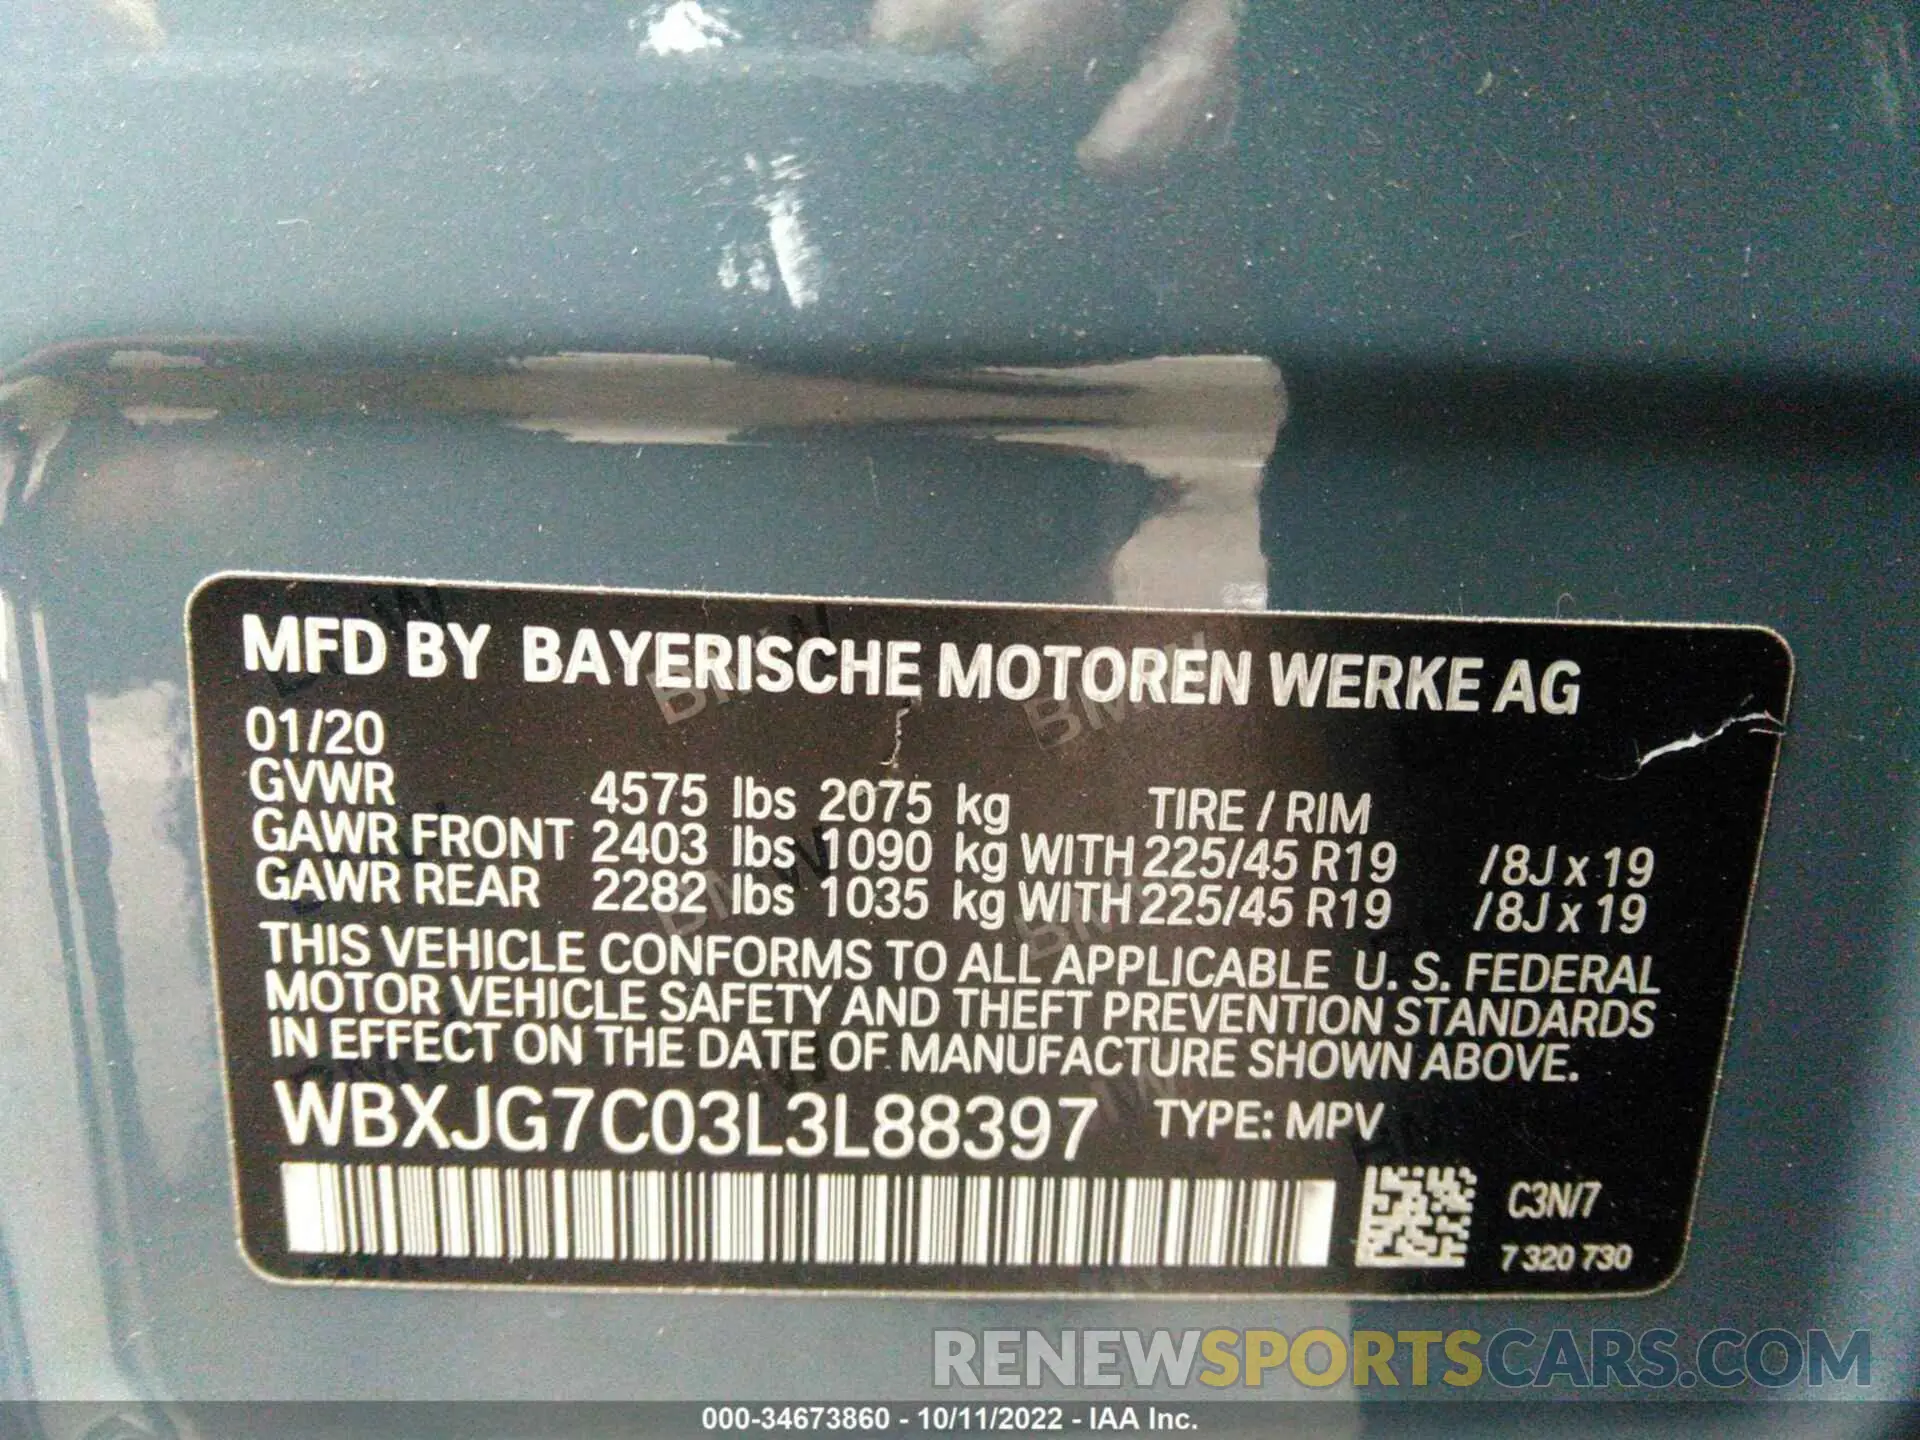 MFD BY BAYERISCHE MOTOREN WERKE AG
01/20
GVWR 4575 lbs 2075 kg TIRE / RIM
GAWR FRONT 2403 lbs 1090 kg WITH 225/45 R19 /8J x 19
GAWR REAR 2282 lbs 1035 kg WITH 225/45 R19 /8J x 19
THIS VEHICLE CONFORMS TO ALL APPLICABLE U. S. FEDERAL
MOTOR VEHICLE SAFETY AND THEFT PREVENTION STANDARDS
IN EFFECT ON THE DATE OF MANUFACTURE SHOWN ABOVE.
WBXJG7C03L3L88397 TYPE: MPV
C3N/7
7 320 730
RENEWSPORTSCARS.COM
000-34673860 - 10/11/2022 - IAA Inc.